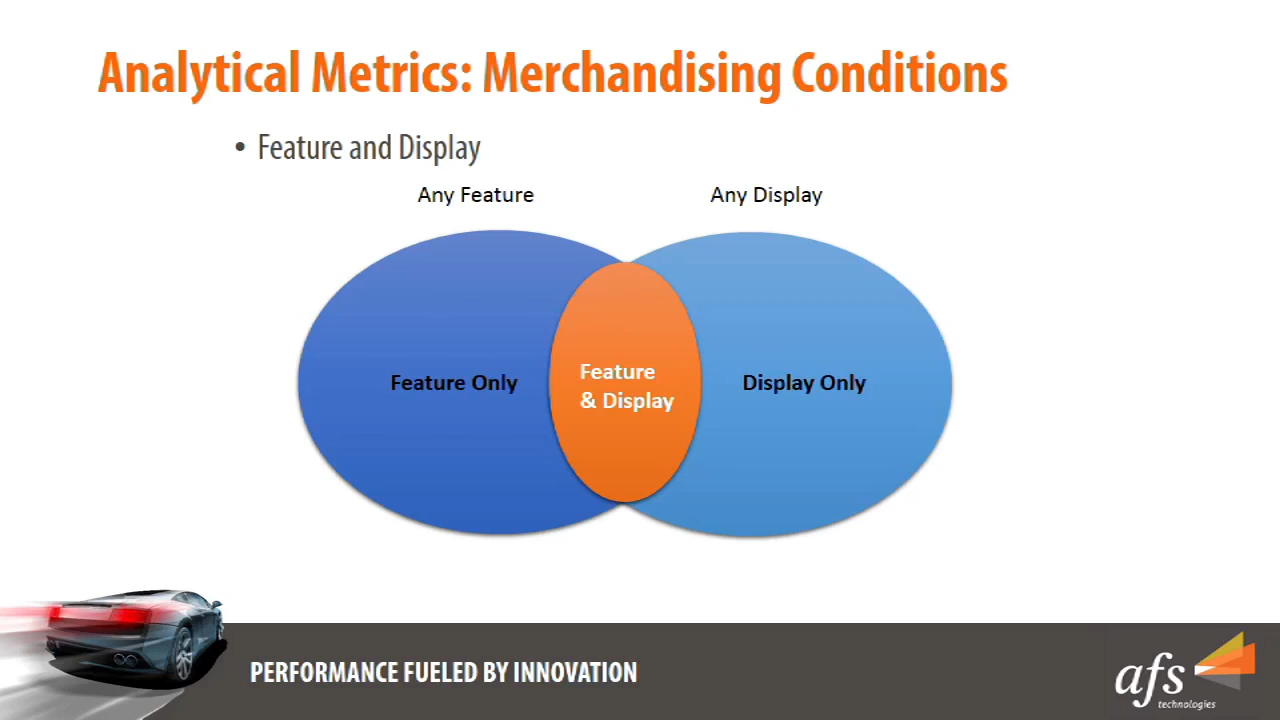 Analytical Metrics: Merchandising Conditions
• Feature and Display
Any Feature
Any Display
Feature Only
Feature
& Display
Display Only
PERFORMANCE FUELED BY INNOVATION
afs
technologies